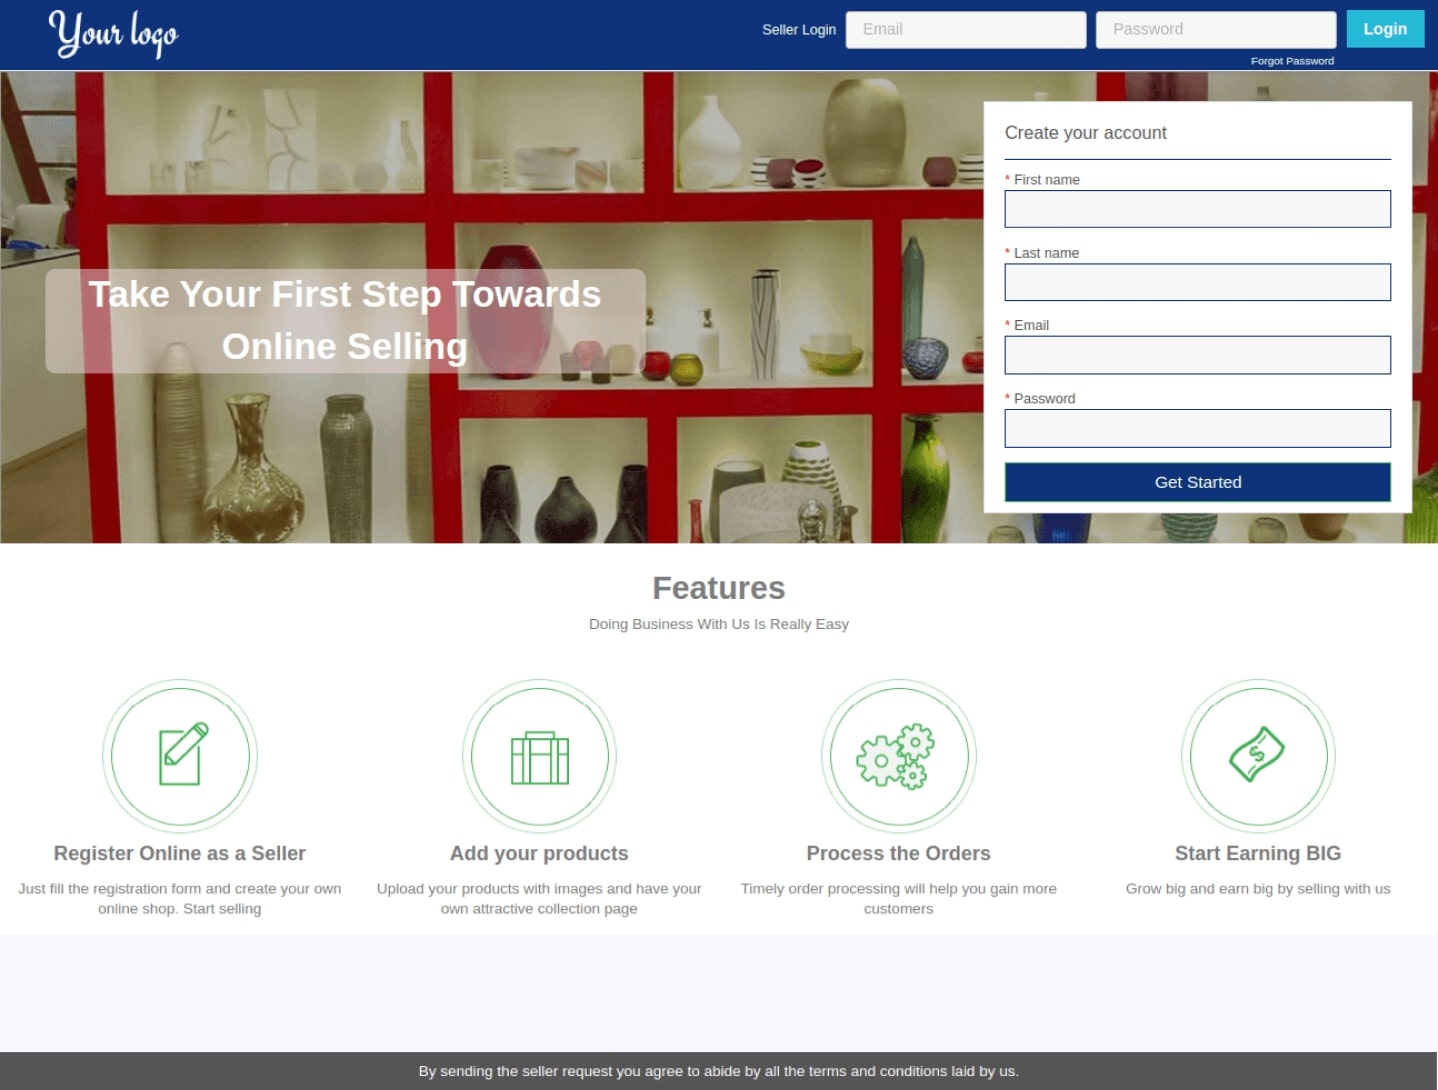 Your logo
Seller Login
Email
Password
Login
Forgot Password
Take Your First Step Towards
Online Selling
Create your account
* First name
* Last name
* Email
* Password
Get Started
Features
Doing Business With Us Is Really Easy
Register Online as a Seller
Just fill the registration form and create your own
online shop. Start selling
Add your products
Upload your products with images and have your
own attractive collection page
Process the Orders
Timely order processing will help you gain more
customers
Start Earning BIG
Grow big and earn big by selling with us
By sending the seller request you agree to abide by all the terms and conditions laid by us.